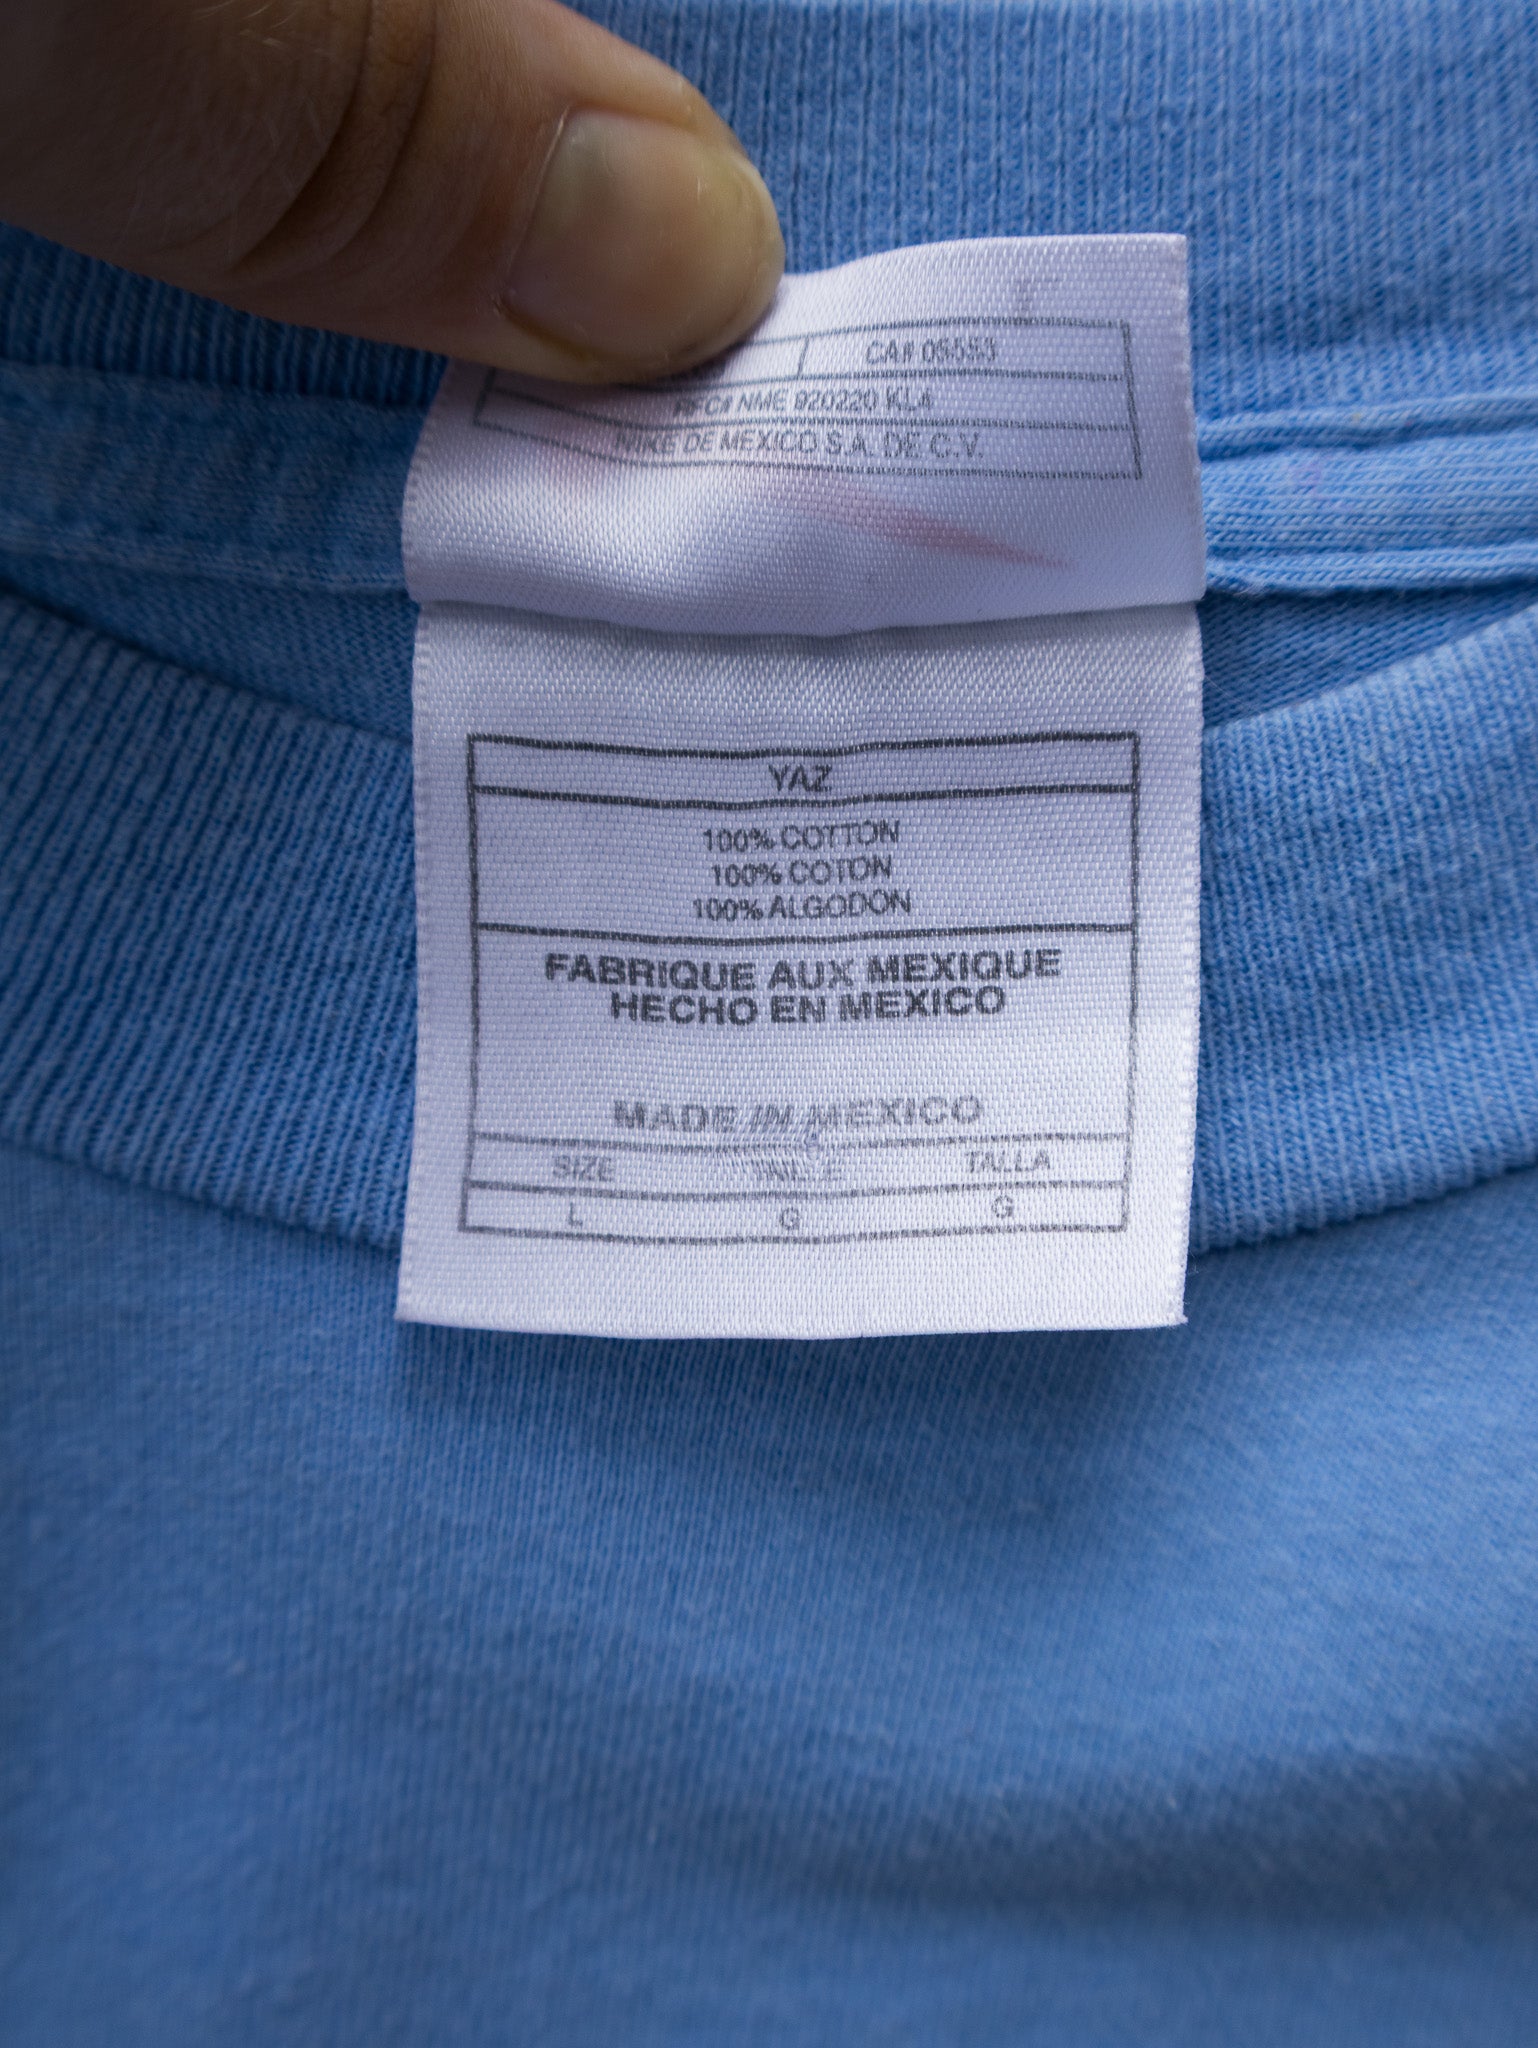 CA# 05553
RFC# NME 920220 KL4
NIKE DE MEXICO S.A. DE C.V.
YAZ
100% COTTON
100% COTON
100% ALGODON
FABRIQUE AUX MEXIQUE
HECHO EN MEXICO
MADE IN MEXICO
SIZE TAILLE TALLA
L G G